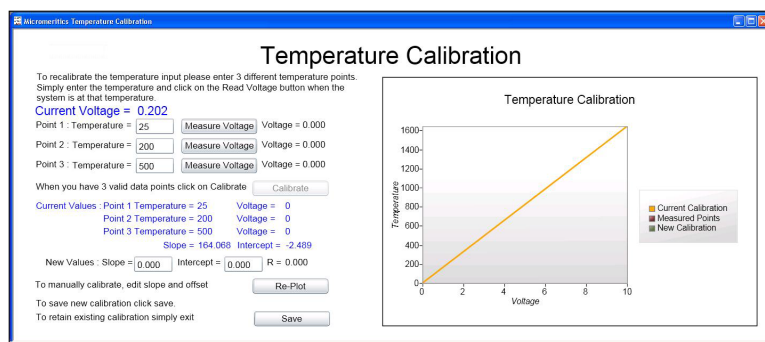 Micromeritics Temperature Calibration
Temperature Calibration
To recalibrate the temperature input please enter 3 different temperature points.
Simply enter the temperature and click on the Read Voltage button when the
system is at that temperature.
Current Voltage = 0.202
Point 1 : Temperature = 25 Measure Voltage Voltage = 0.000
Point 2 : Temperature = 200 Measure Voltage Voltage = 0.000
Point 3 : Temperature = 500 Measure Voltage Voltage = 0.000
When you have 3 valid data points click on Calibrate Calibrate
Current Values : Point 1 Temperature = 25 Voltage = 0
Point 2 Temperature = 200 Voltage = 0
Point 3 Temperature = 500 Voltage = 0
Slope = 164.068 Intercept = -2.489
New Values : Slope = 0.000 Intercept = 0.000 R = 0.000
To manually calibrate, edit slope and offset Re-Plot
To save new calibration click save.
To retain existing calibration simply exit Save
Temperature Calibration
1600
1400
1200
1000
800
600
400
200
0
Temperature
0 2 4 6 8 10
Voltage
Current Calibration
Measured Points
New Calibration